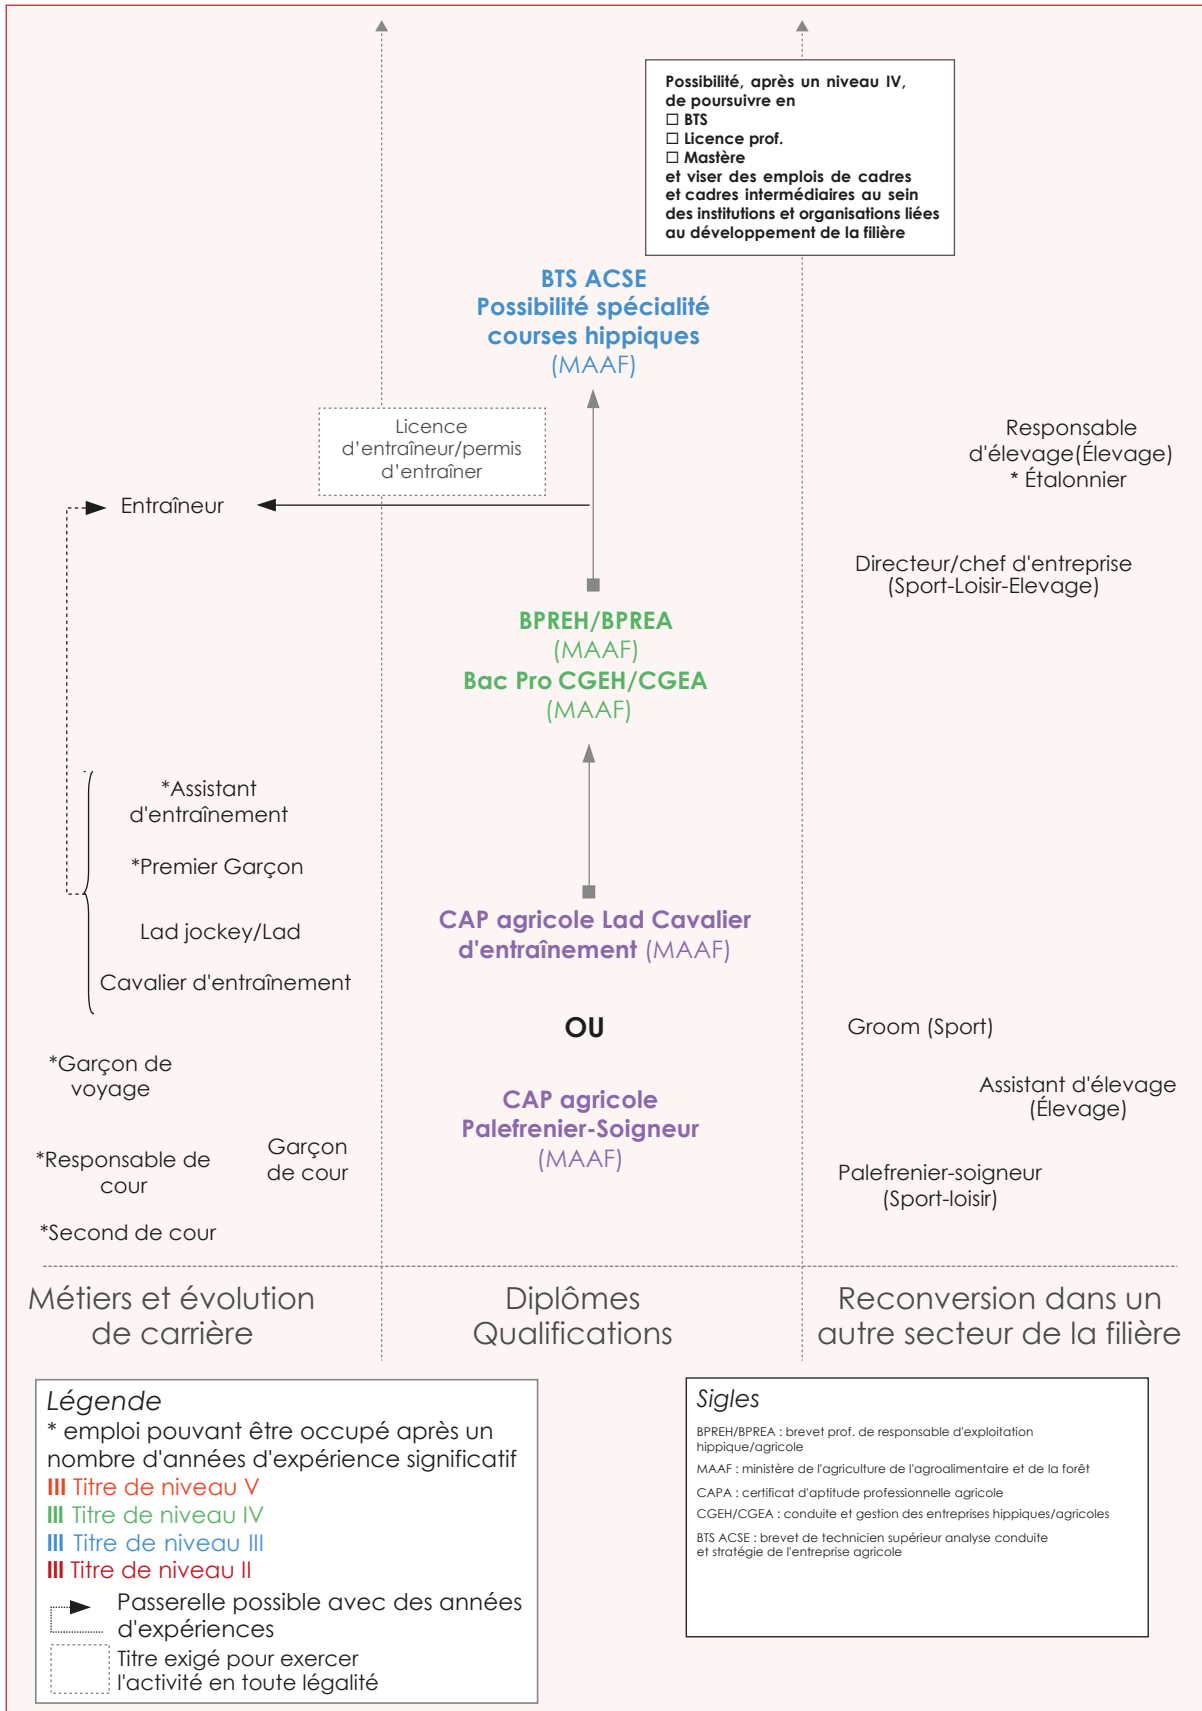 Possibilité, après un niveau IV,
de poursuivre en
☐ BTS
☐ Licence prof.
☐ Mastère
et viser des emplois de cadres
et cadres intermédiaires au sein
des institutions et organisations liées
au développement de la filière
BTS ACSE
Possibilité spécialité
courses hippiques
(MAAF)
Licence
d'entraîneur/permis
d'entraîner
Entraîneur
Responsable
d'élevage(Élevage)
* Étalonnier
Directeur/chef d'entreprise
(Sport-Loisir-Elevage)
BPREH/BPREA
(MAAF)
Bac Pro CGEH/CGEA
(MAAF)
*Assistant
d'entraînement
*Premier Garçon
Lad jockey/Lad
Cavalier d'entraînement
CAP agricole Lad Cavalier
d'entraînement (MAAF)
OU
CAP agricole
Palefrenier-Soigneur
(MAAF)
*Garçon de
voyage
*Responsable de
cour
Garçon
de cour
*Second de cour
Groom (Sport)
Assistant d'élevage
(Élevage)
Palefrenier-soigneur
(Sport-loisir)
Métiers et évolution
de carrière
Diplômes
Qualifications
Reconversion dans un
autre secteur de la filière
Légende
* emploi pouvant être occupé après un
nombre d'années d'expérience significatif
III Titre de niveau V
III Titre de niveau IV
III Titre de niveau III
III Titre de niveau II
Passerelle possible avec des années
d'expériences
Titre exigé pour exercer
l'activité en toute légalité
Sigles
BPREH/BPREA : brevet prof. de responsable d'exploitation
hippique/agricole
MAAF : ministère de l'agriculture de l'agroalimentaire et de la forêt
CAPA : certificat d'aptitude professionnelle agricole
CGEH/CGEA : conduite et gestion des entreprises hippiques/agricoles
BTS ACSE : brevet de technicien supérieur analyse conduite
et stratégie de l'entreprise agricole